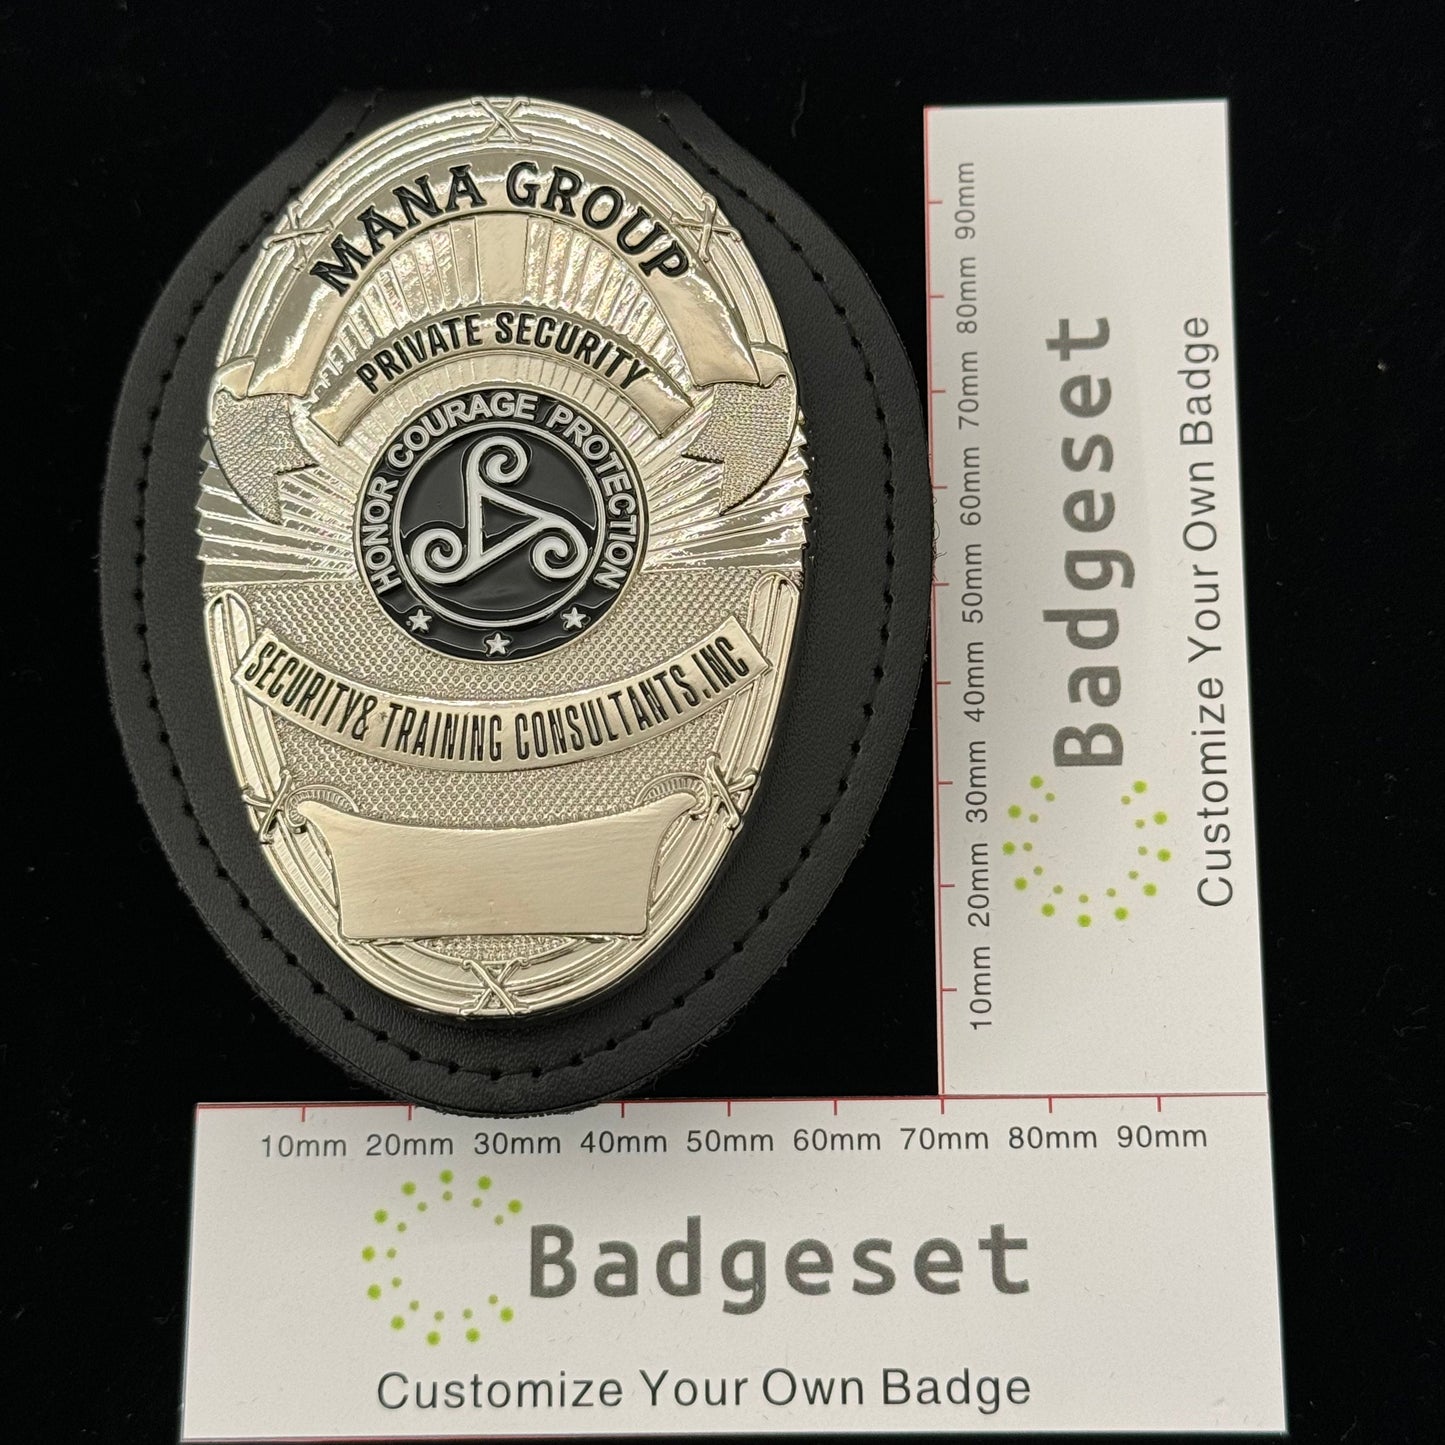 MANA GROUP
PRIVATE SECURITY
HONOR COURAGE PROTECTION
SECURITY& TRAINING CONSULTANTS.INC
90mm
80mm
70mm
60mm
50mm
40mm
30mm
20mm
10mm
Badgeset
Customize Your Own Badge
10mm 20mm 30mm 40mm 50mm 60mm 70mm 80mm 90mm
Badgeset
Customize Your Own Badge